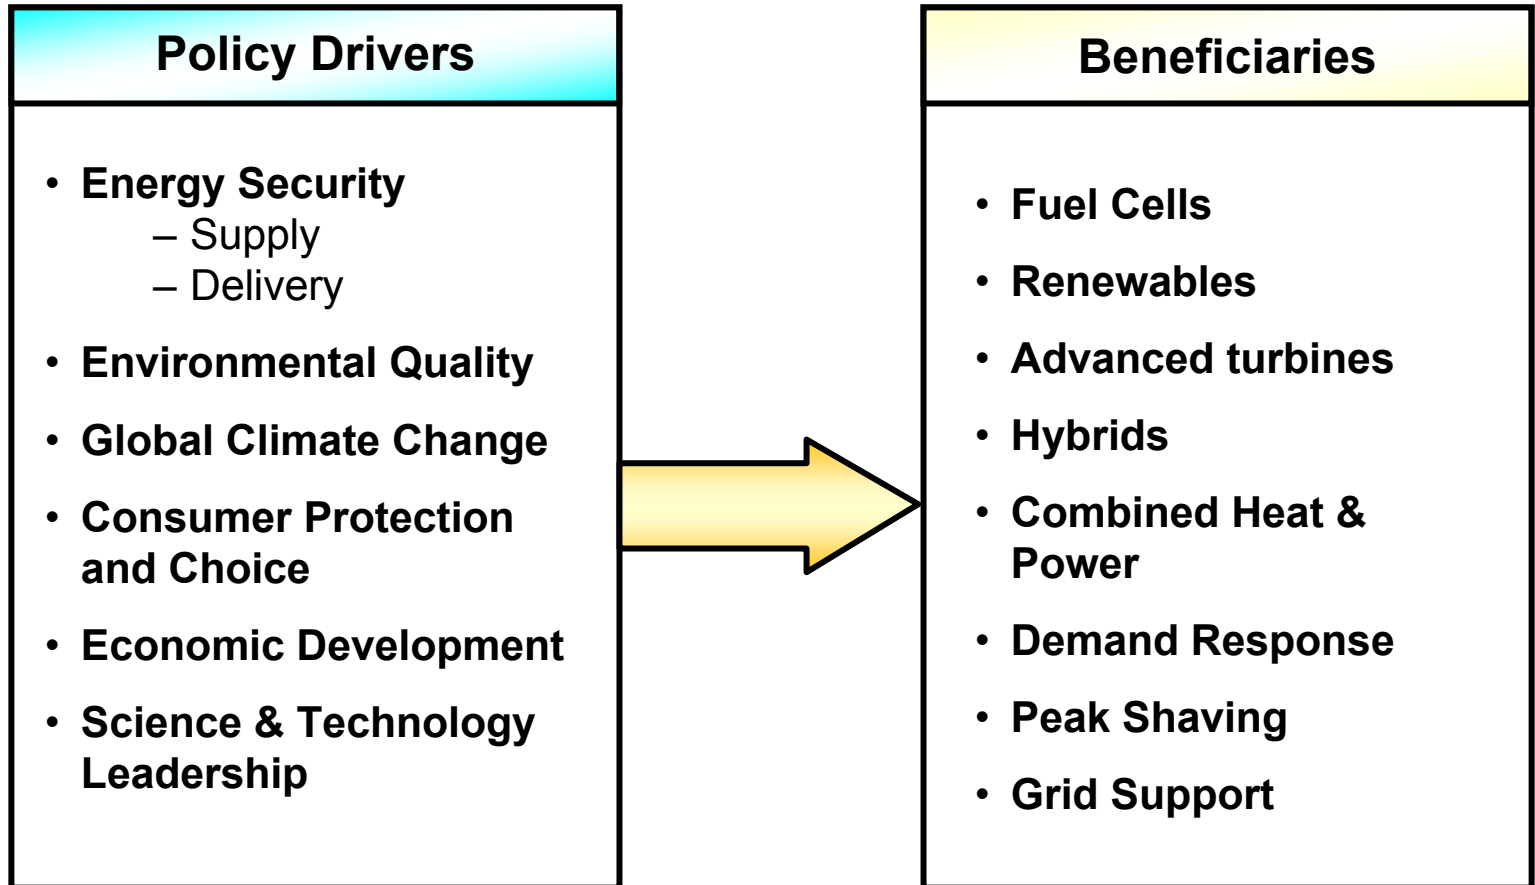 Policy Drivers
• Energy Security
– Supply
– Delivery
• Environmental Quality
• Global Climate Change
• Consumer Protection
and Choice
• Economic Development
• Science & Technology
Leadership
Beneficiaries
• Fuel Cells
• Renewables
• Advanced turbines
• Hybrids
• Combined Heat &
Power
• Demand Response
• Peak Shaving
• Grid Support